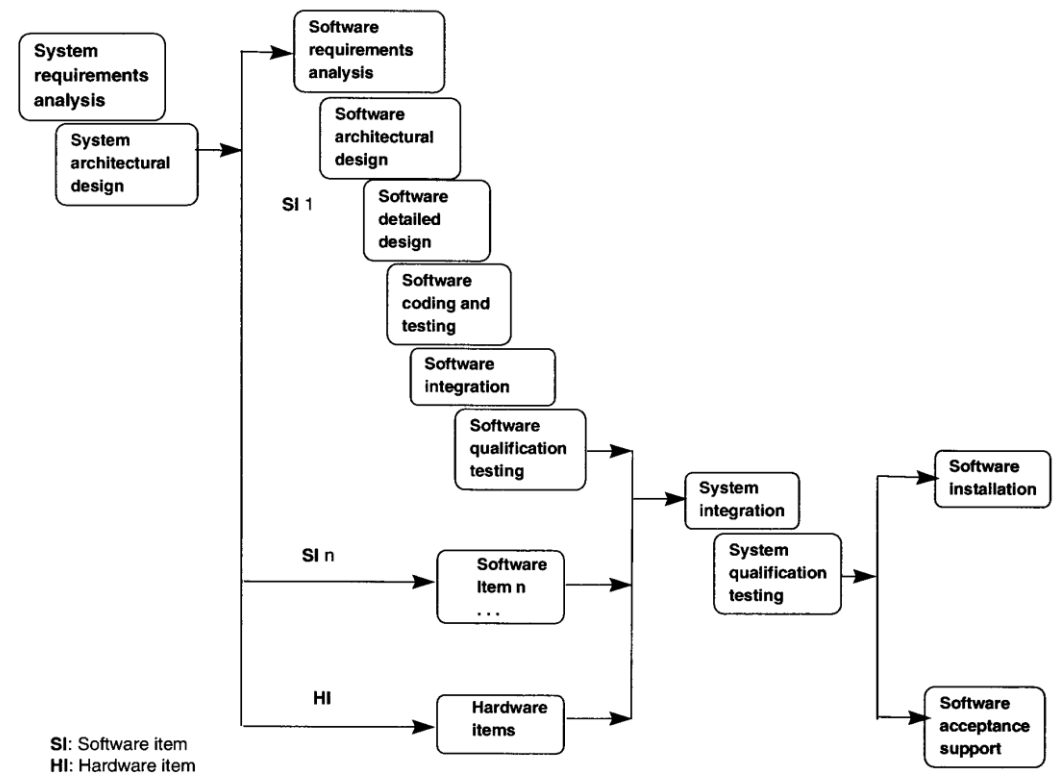 System
requirements
analysis
System
architectural
design
Software
requirements
analysis
Software
architectural
design
SI 1
Software
detailed
design
Software
coding and
testing
Software
integration
Software
qualification
testing
SI n
Software
Item n
...
HI
Hardware
items
System
integration
System
qualification
testing
Software
installation
Software
acceptance
support
SI: Software item
HI: Hardware item